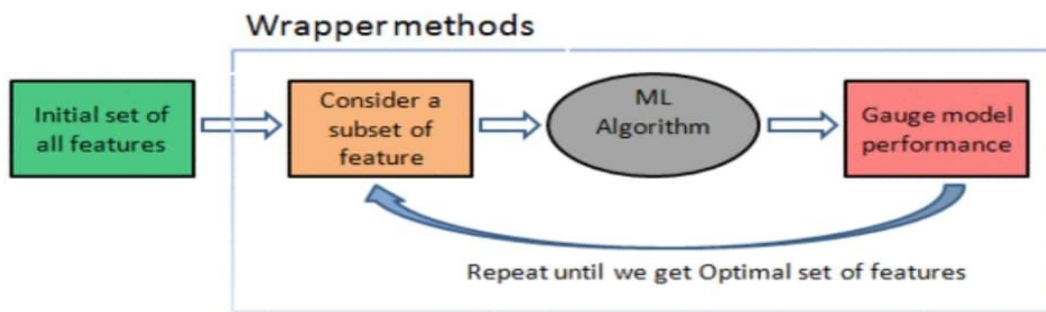 Wrapper methods
Initial set of
all features
Consider a
subset of
feature
ML
Algorithm
Gauge model
performance
Repeat until we get Optimal set of features